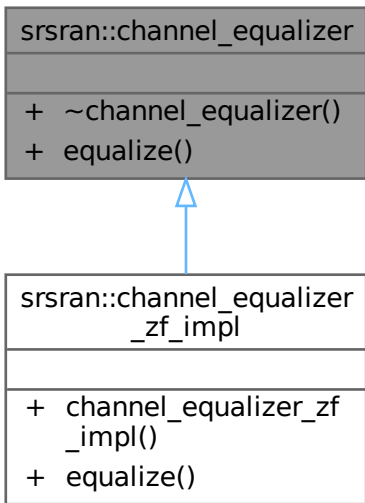 srsran::channel_equalizer
+ ~channel_equalizer()
+ equalize()
srsran::channel_equalizer
_zf_impl
+ channel_equalizer_zf
_impl()
+ equalize()